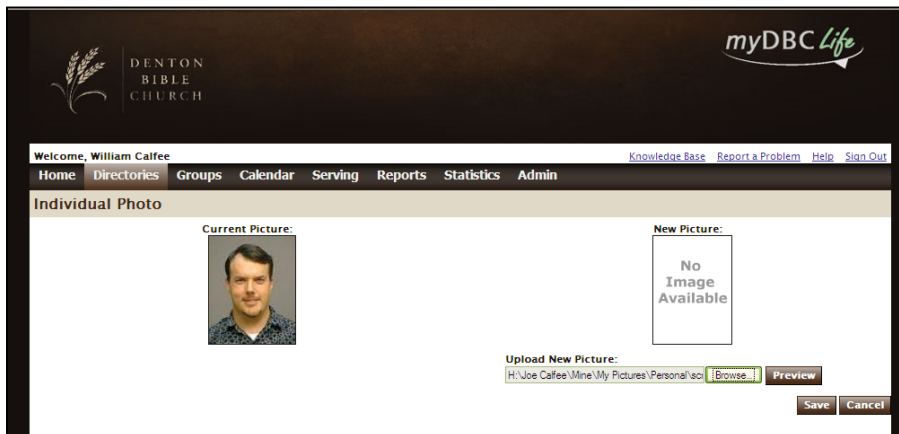 myDBC Life
DENTON
BIBLE
CHURCH
Welcome, William Calfee
Knowledge Base Report a Problem Help Sign Out
Home Directories Groups Calendar Serving Reports Statistics Admin
Individual Photo
Current Picture:
New Picture:
No
Image
Available
Upload New Picture:
H:\Joe Calfee\Mine\My Pictures\Personal\scr Browse... Preview
Save Cancel